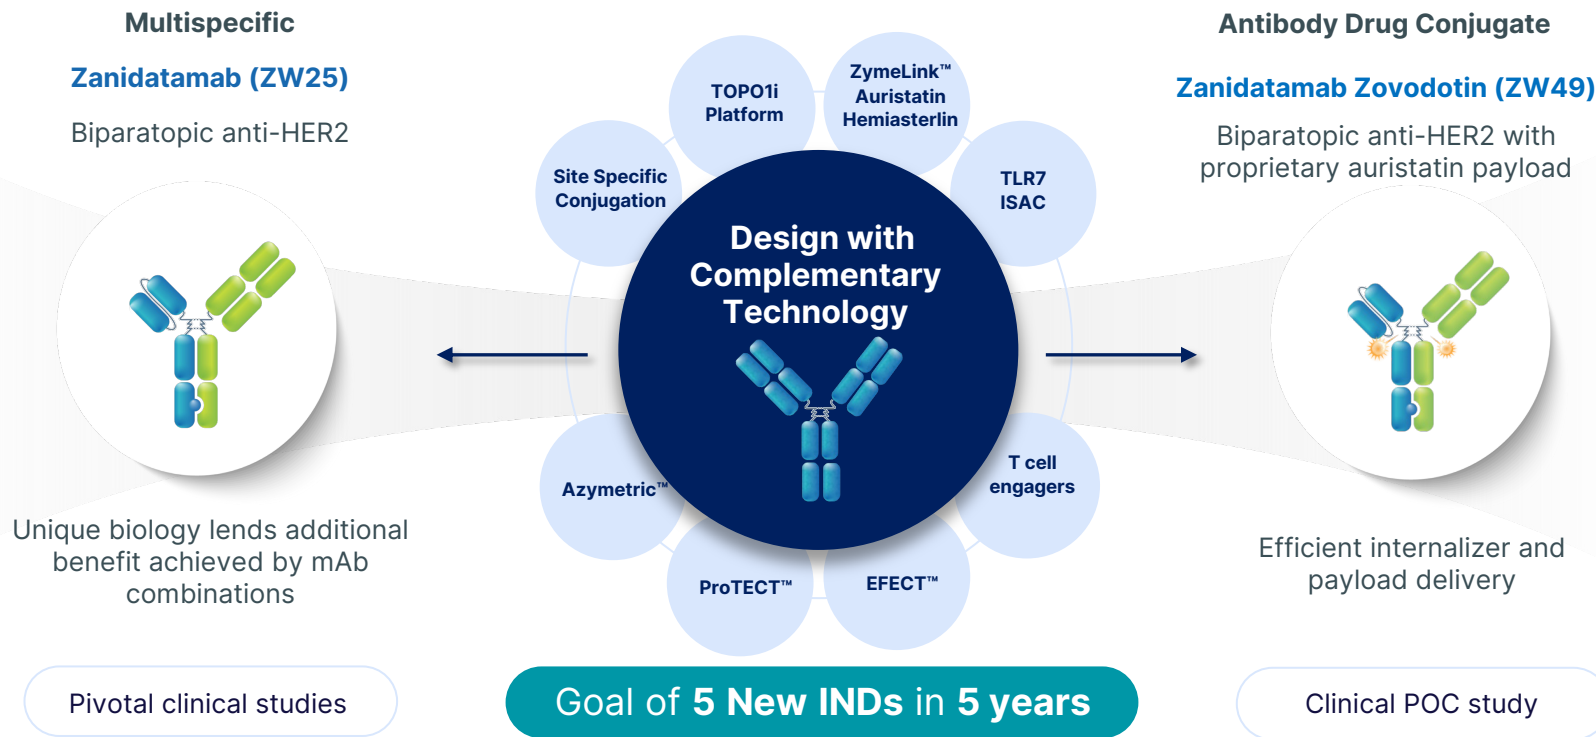 Multispecific
Zanidatamab (ZW25)
Biparatopic anti-HER2
Unique biology lends additional
benefit achieved by mAb
combinations
Pivotal clinical studies
TOPO1i
Platform
ZymeLink™
Auristatin
Hemiasterlin
Site Specific
Conjugation
TLR7
ISAC
Design with
Complementary
Technology
Azymetric™
T cell
engagers
ProTECT™
EFECT™
Goal of 5 New INDs in 5 years
Antibody Drug Conjugate
Zanidatamab Zovodotin (ZW49)
Biparatopic anti-HER2 with
proprietary auristatin payload
Efficient internalizer and
payload delivery
Clinical POC study